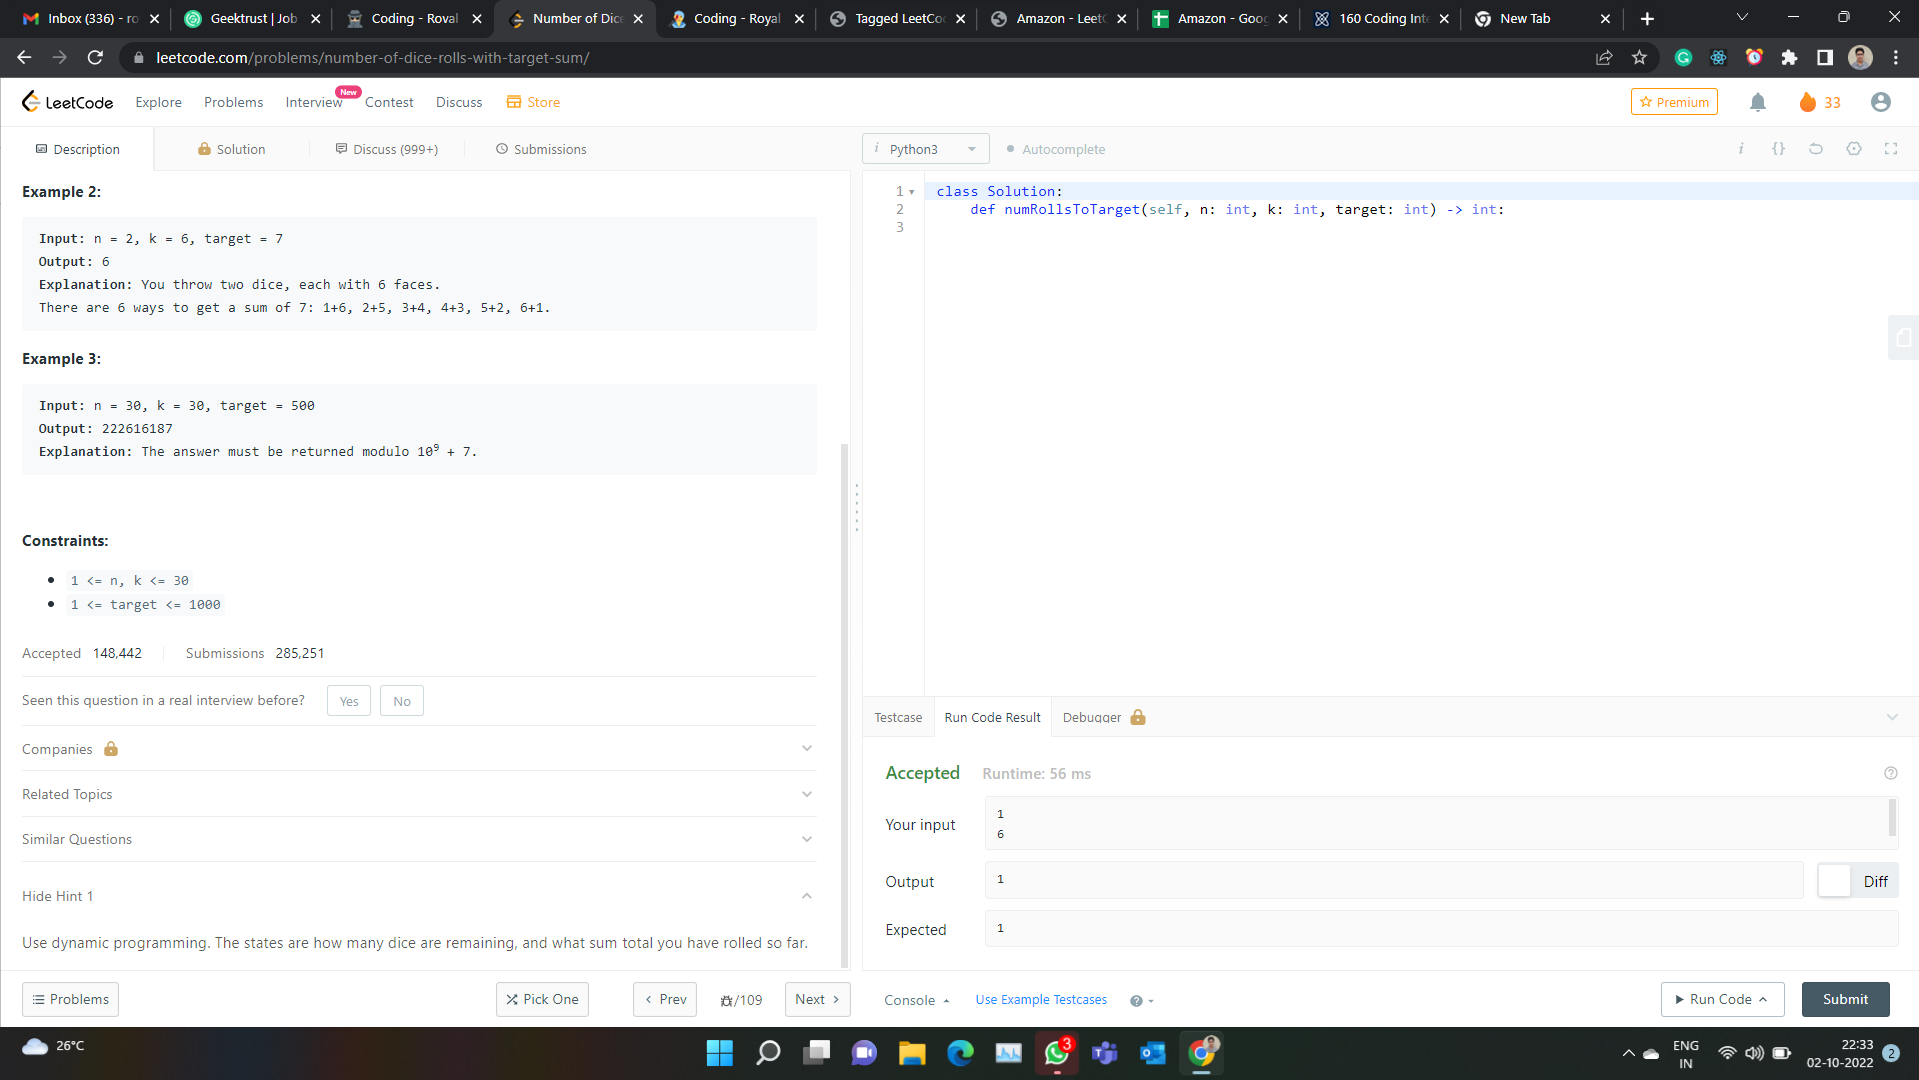 Inbox (336) - ro
Geektrust | Job
Coding - Royal
Number of Dice
Coding - Royal
Tagged LeetCo
Amazon - LeetC
Amazon - Goog
160 Coding Inte
New Tab
leetcode.com/problems/number-of-dice-rolls-with-target-sum/
LeetCode
Explore
Problems
Interview
New
Contest
Discuss
Store
Premium
33
Description
Solution
Discuss (999+)
Submissions
Example 2:
Input: n = 2, k = 6, target = 7
Output: 6
Explanation: You throw two dice, each with 6 faces.
There are 6 ways to get a sum of 7: 1+6, 2+5, 3+4, 4+3, 5+2, 6+1.
Example 3:
Input: n = 30, k = 30, target = 500
Output: 222616187
Explanation: The answer must be returned modulo 10⁹ + 7.
Constraints:
1 <= n, k <= 30
1 <= target <= 1000
Accepted 148,442 Submissions 285,251
Seen this question in a real interview before? Yes No
Companies
Related Topics
Similar Questions
Hide Hint 1
Use dynamic programming. The states are how many dice are remaining, and what sum total you have rolled so far.
Problems
Pick One
Prev
/109
Next
i Python3
Autocomplete
i {}
1 class Solution:
2 def numRollsToTarget(self, n: int, k: int, target: int) -> int:
3
Testcase
Run Code Result
Debugger
Accepted Runtime: 56 ms
Your input
1
6
Output
1
Diff
Expected
1
Console
Use Example Testcases
Run Code
Submit
26°C
3
ENG
IN
22:33
02-10-2022
2